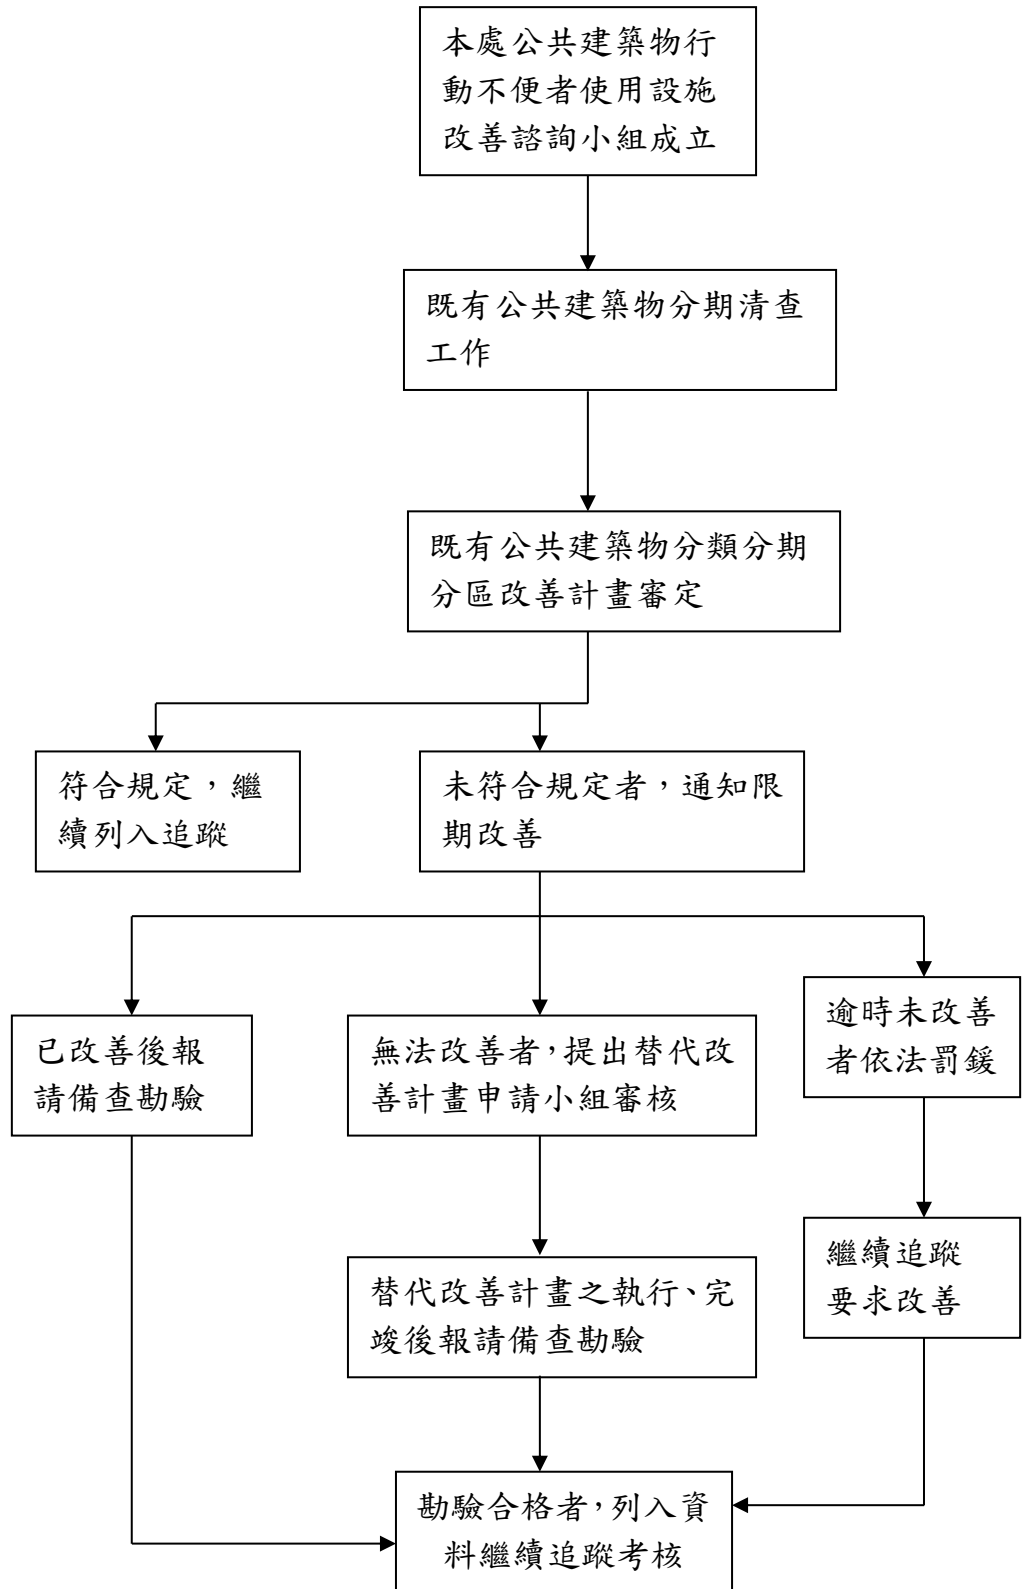 本處公共建築物行
動不便者使用設施
改善諮詢小組成立
既有公共建築物分期清查
工作
既有公共建築物分類分期
分區改善計畫審定
符合規定，繼
續列入追蹤
未符合規定者，通知限
期改善
已改善後報
請備查勘驗
無法改善者，提出替代改
善計畫申請小組審核
逾時未改善
者依法罰鍰
替代改善計畫之執行、完
竣後報請備查勘驗
繼續追蹤
要求改善
勘驗合格者，列入資
料繼續追蹤考核